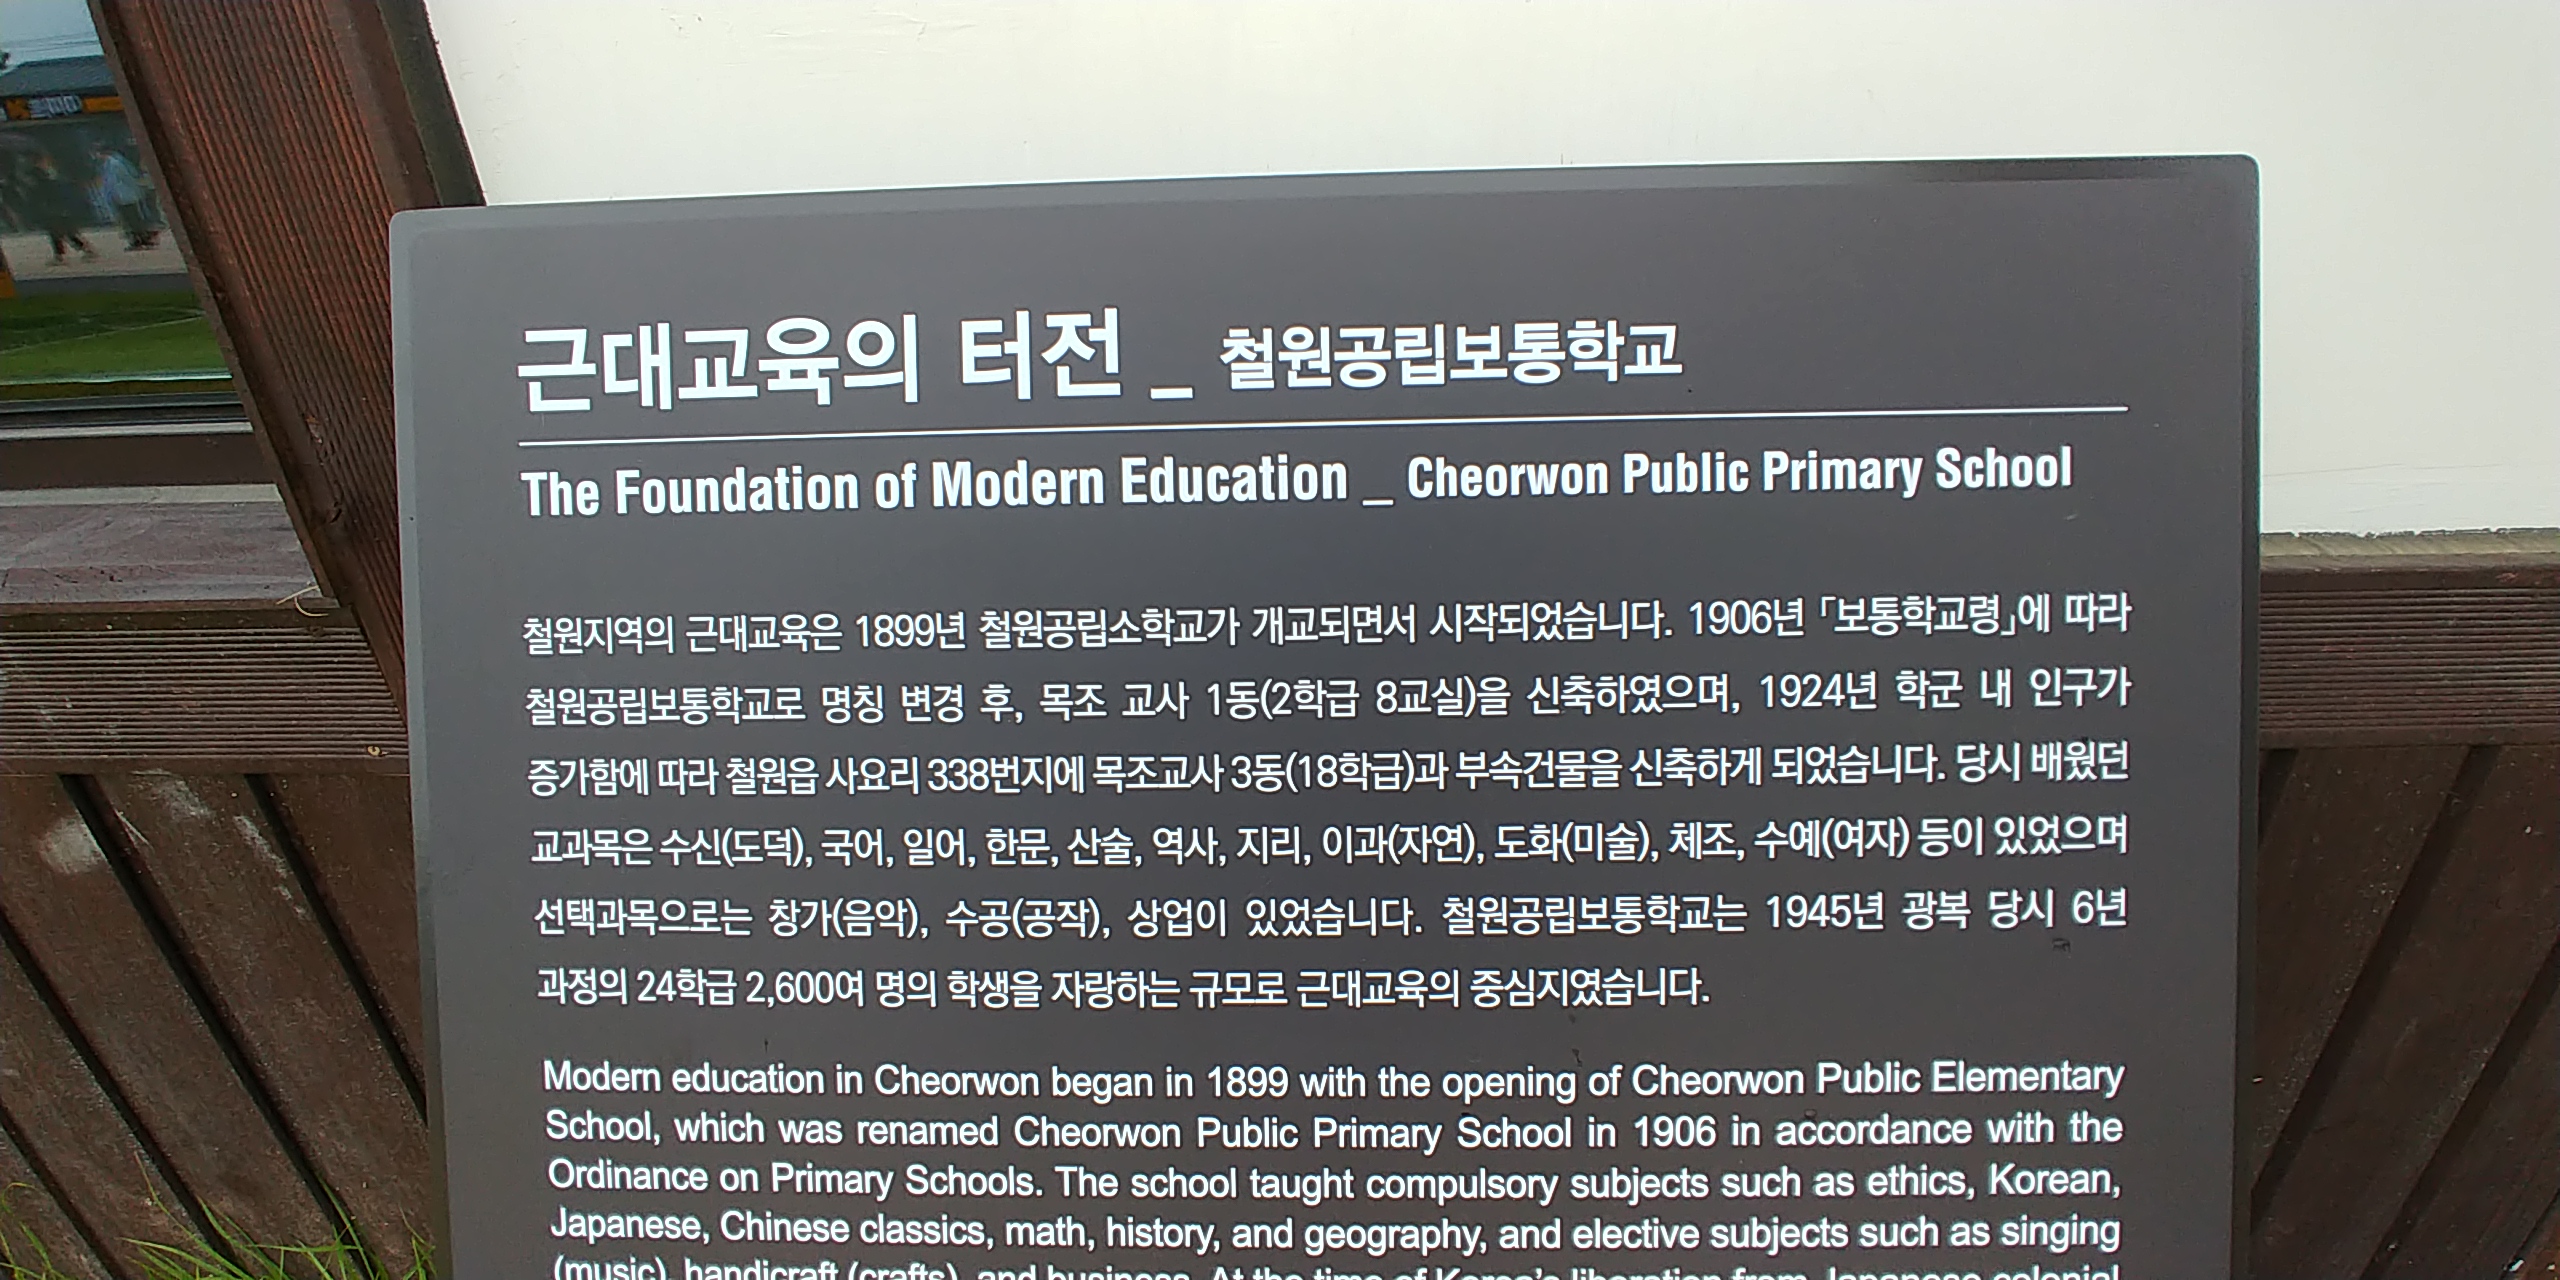 근대교육의 터전 _ 철원공립보통학교
The Foundation of Modern Education _ Cheorwon Public Primary School
철원지역의 근대교육은 1899년 철원공립소학교가 개교되면서 시작되었습니다. 1906년 「보통학교령」에 따라
철원공립보통학교로 명칭 변경 후, 목조 교사 1동(2학급 8교실)을 신축하였으며, 1924년 학군 내 인구가
증가함에 따라 철원읍 사요리 338번지에 목조교사 3동(18학급)과 부속건물을 신축하게 되었습니다. 당시 배웠던
교과목은 수신(도덕), 국어, 일어, 한문, 산술, 역사, 지리, 이과(자연), 도화(미술), 체조, 수예(여자) 등이 있었으며
선택과목으로는 창가(음악), 수공(공작), 상업이 있었습니다. 철원공립보통학교는 1945년 광복 당시 6년
과정의 24학급 2,600여 명의 학생을 자랑하는 규모로 근대교육의 중심지였습니다.
Modern education in Cheorwon began in 1899 with the opening of Cheorwon Public Elementary
School, which was renamed Cheorwon Public Primary School in 1906 in accordance with the
Ordinance on Primary Schools. The school taught compulsory subjects such as ethics, Korean,
Japanese, Chinese classics, math, history, and geography, and elective subjects such as singing
(music), handicraft (crafts), and business. At the time of Korea's liberation from Japanese colonial